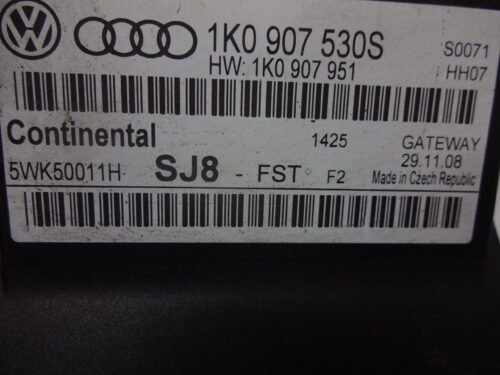 1K0 907 530S S0071
HW: 1K0 907 951 HH07
Continental 1425 GATEWAY
29.11.08
5WK50011H SJ8 - FST F2 Made in Czech Republic